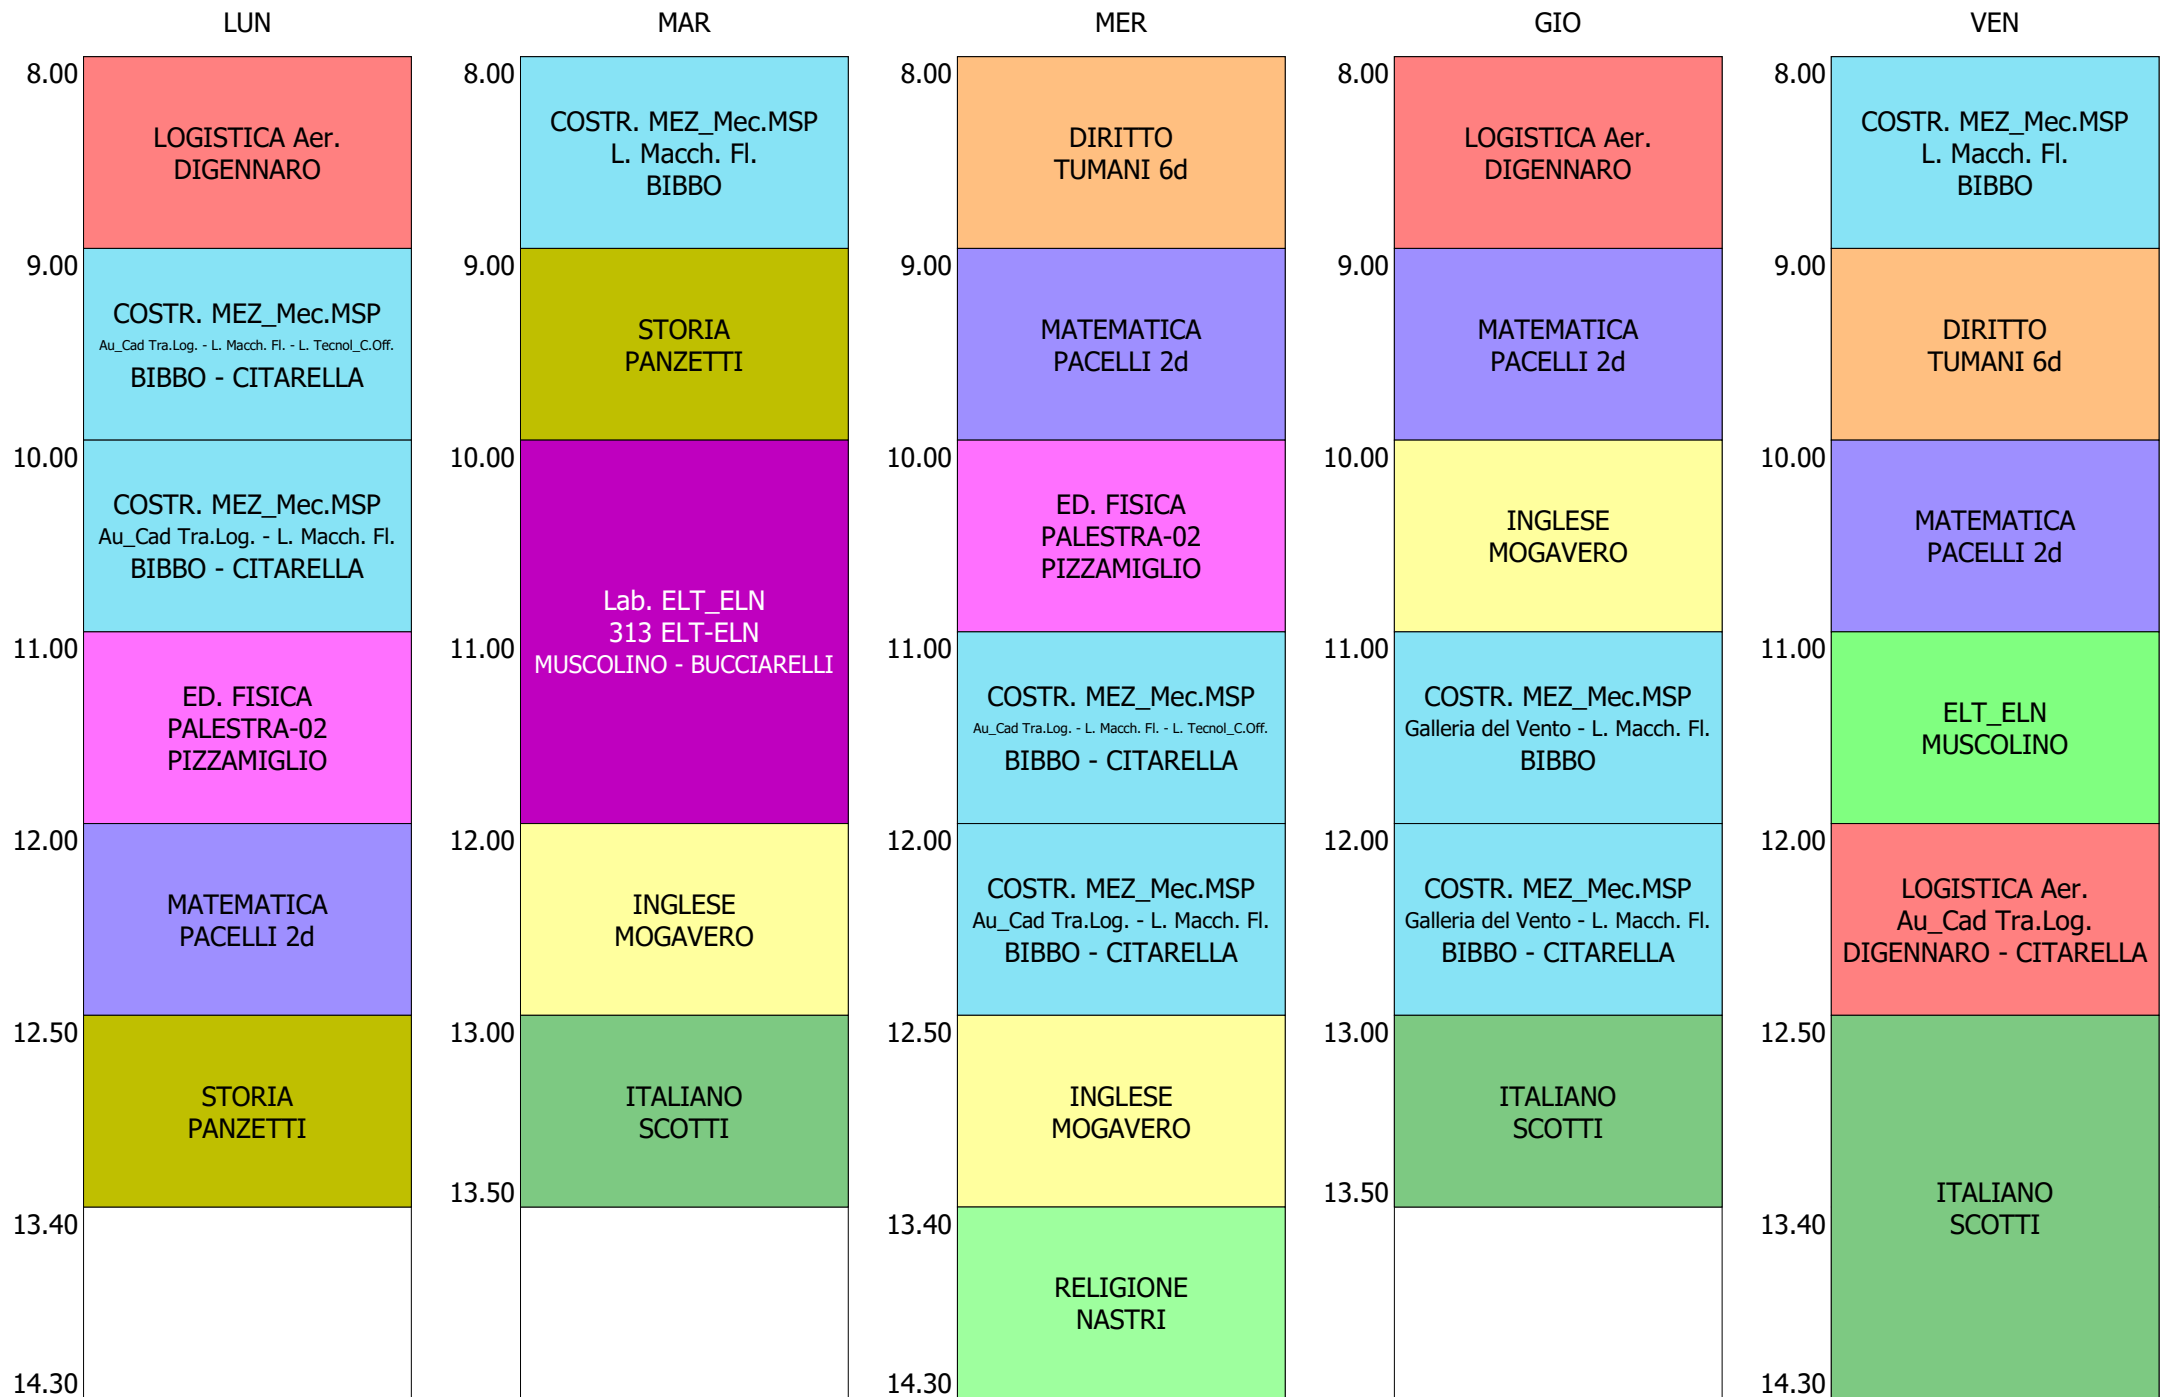 LUN
8.00
LOGISTICA Aer.
DIGENNARO
9.00
COSTR. MEZ_Mec.MSP
Au_Cad Tra.Log. - L. Macch. Fl. - L. Tecnol_C.Off.
BIBBO - CITARELLA
10.00
COSTR. MEZ_Mec.MSP
Au_Cad Tra.Log. - L. Macch. Fl.
BIBBO - CITARELLA
11.00
ED. FISICA
PALESTRA-02
PIZZAMIGLIO
12.00
MATEMATICA
PACELLI 2d
12.50
STORIA
PANZETTI
13.40
14.30
MAR
8.00
COSTR. MEZ_Mec.MSP
L. Macch. Fl.
BIBBO
9.00
STORIA
PANZETTI
10.00
Lab. ELT_ELN
313 ELT-ELN
11.00
MUSCOLINO - BUCCIARELLI
12.00
INGLESE
MOGAVERO
13.00
ITALIANO
SCOTTI
13.50
MER
8.00
DIRITTO
TUMANI 6d
9.00
MATEMATICA
PACELLI 2d
10.00
ED. FISICA
PALESTRA-02
PIZZAMIGLIO
11.00
COSTR. MEZ_Mec.MSP
Au_Cad Tra.Log. - L. Macch. Fl. - L. Tecnol_C.Off.
BIBBO - CITARELLA
12.00
COSTR. MEZ_Mec.MSP
Au_Cad Tra.Log. - L. Macch. Fl.
BIBBO - CITARELLA
12.50
INGLESE
MOGAVERO
13.40
RELIGIONE
NASTRI
14.30
GIO
8.00
LOGISTICA Aer.
DIGENNARO
9.00
MATEMATICA
PACELLI 2d
10.00
INGLESE
MOGAVERO
11.00
COSTR. MEZ_Mec.MSP
Galleria del Vento - L. Macch. Fl.
BIBBO
12.00
COSTR. MEZ_Mec.MSP
Galleria del Vento - L. Macch. Fl.
BIBBO - CITARELLA
13.00
ITALIANO
SCOTTI
13.50
VEN
8.00
COSTR. MEZ_Mec.MSP
L. Macch. Fl.
BIBBO
9.00
DIRITTO
TUMANI 6d
10.00
MATEMATICA
PACELLI 2d
11.00
ELT_ELN
MUSCOLINO
12.00
LOGISTICA Aer.
Au_Cad Tra.Log.
DIGENNARO - CITARELLA
12.50
ITALIANO
SCOTTI
13.40
14.30